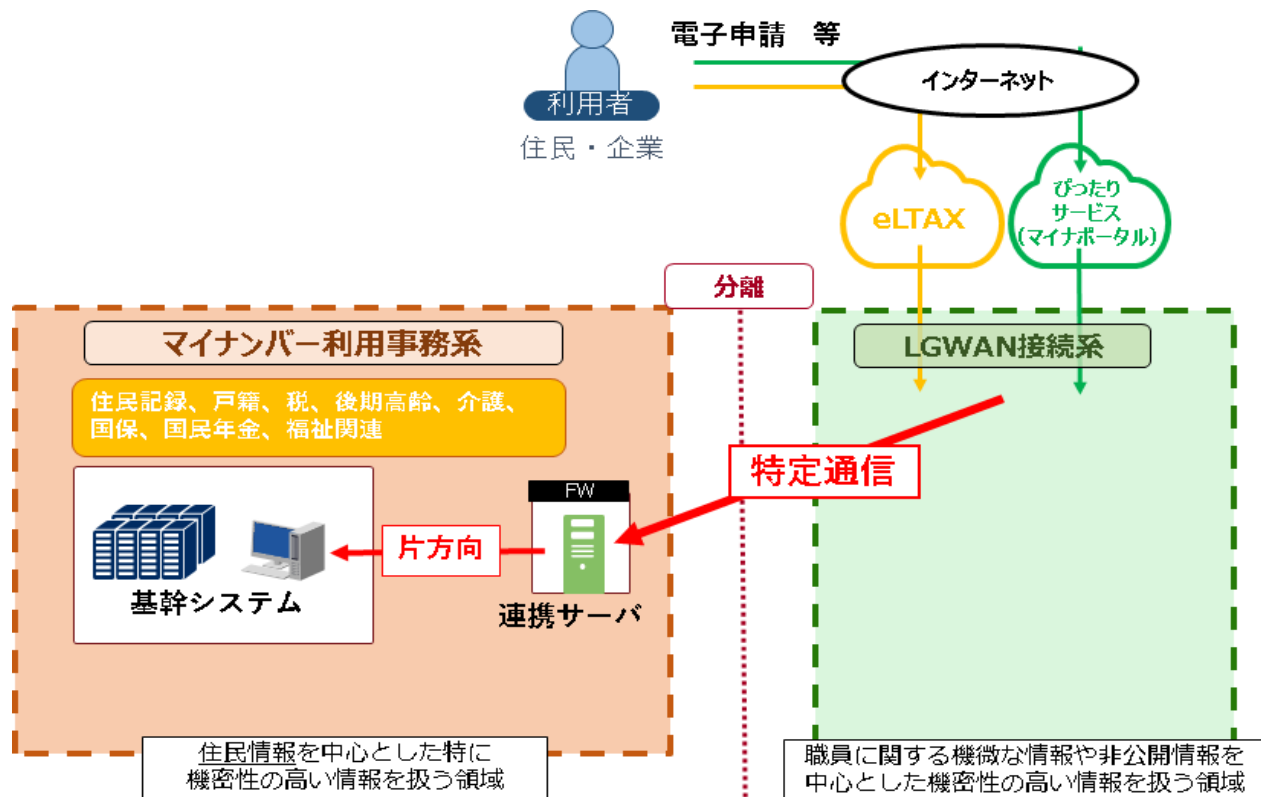 電子申請　等
インターネット
利用者
住民・企業
eLTAX
ぴったり
サービス
(マイナポータル)
分離
マイナンバー利用事務系
LGWAN接続系
住民記録、戸籍、税、後期高齢、介護、
国保、国民年金、福祉関連
特定通信
FW
片方向
基幹システム
連携サーバ
住民情報を中心とした特に
機密性の高い情報を扱う領域
職員に関する機微な情報や非公開情報を
中心とした機密性の高い情報を扱う領域